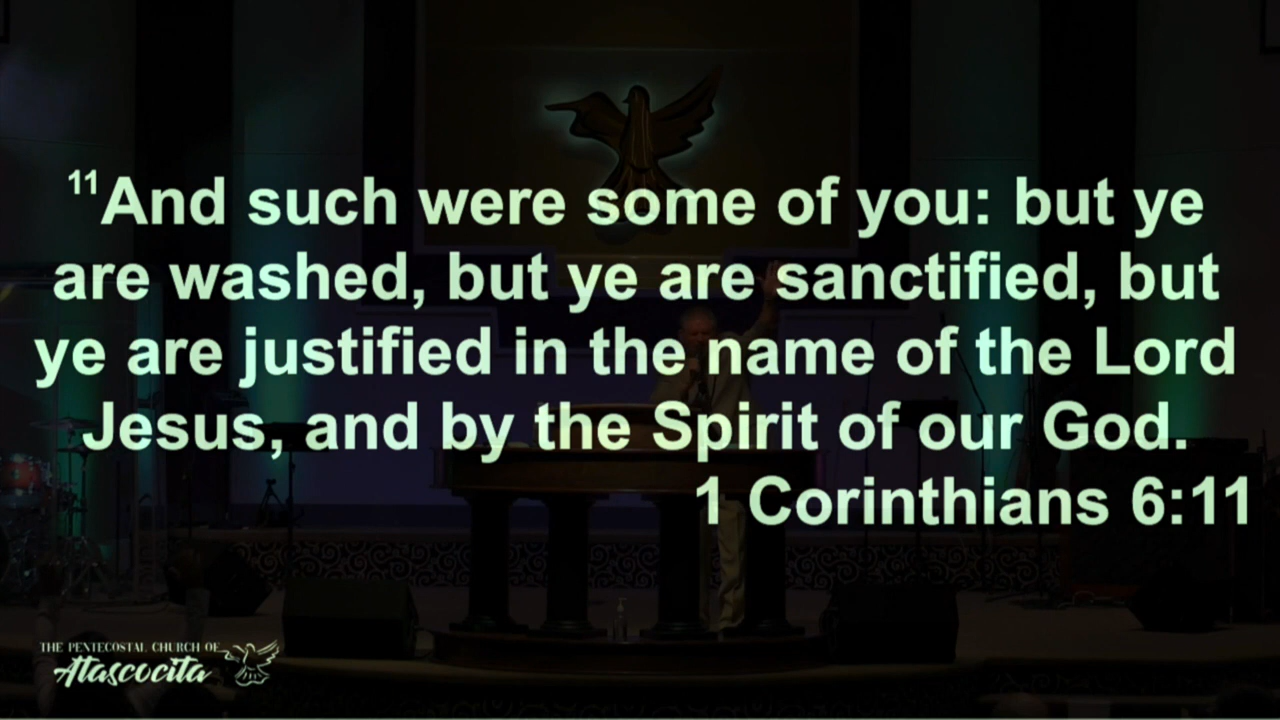 ¹¹And such were some of you: but ye
are washed, but ye are sanctified, but
ye are justified in the name of the Lord
Jesus, and by the Spirit of our God.
1 Corinthians 6:11
THE PENTECOSTAL CHURCH OF
Atascocita